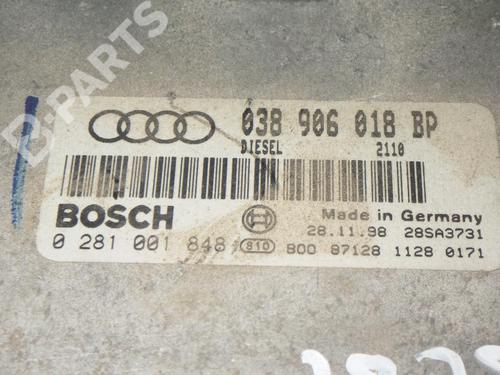 B-PARTS
038 906 018 BP
DIESEL 2110
BOSCH
Made in Germany
28.11.98 28SA3731
0 281 001 848 810 800 87128 1128 0171